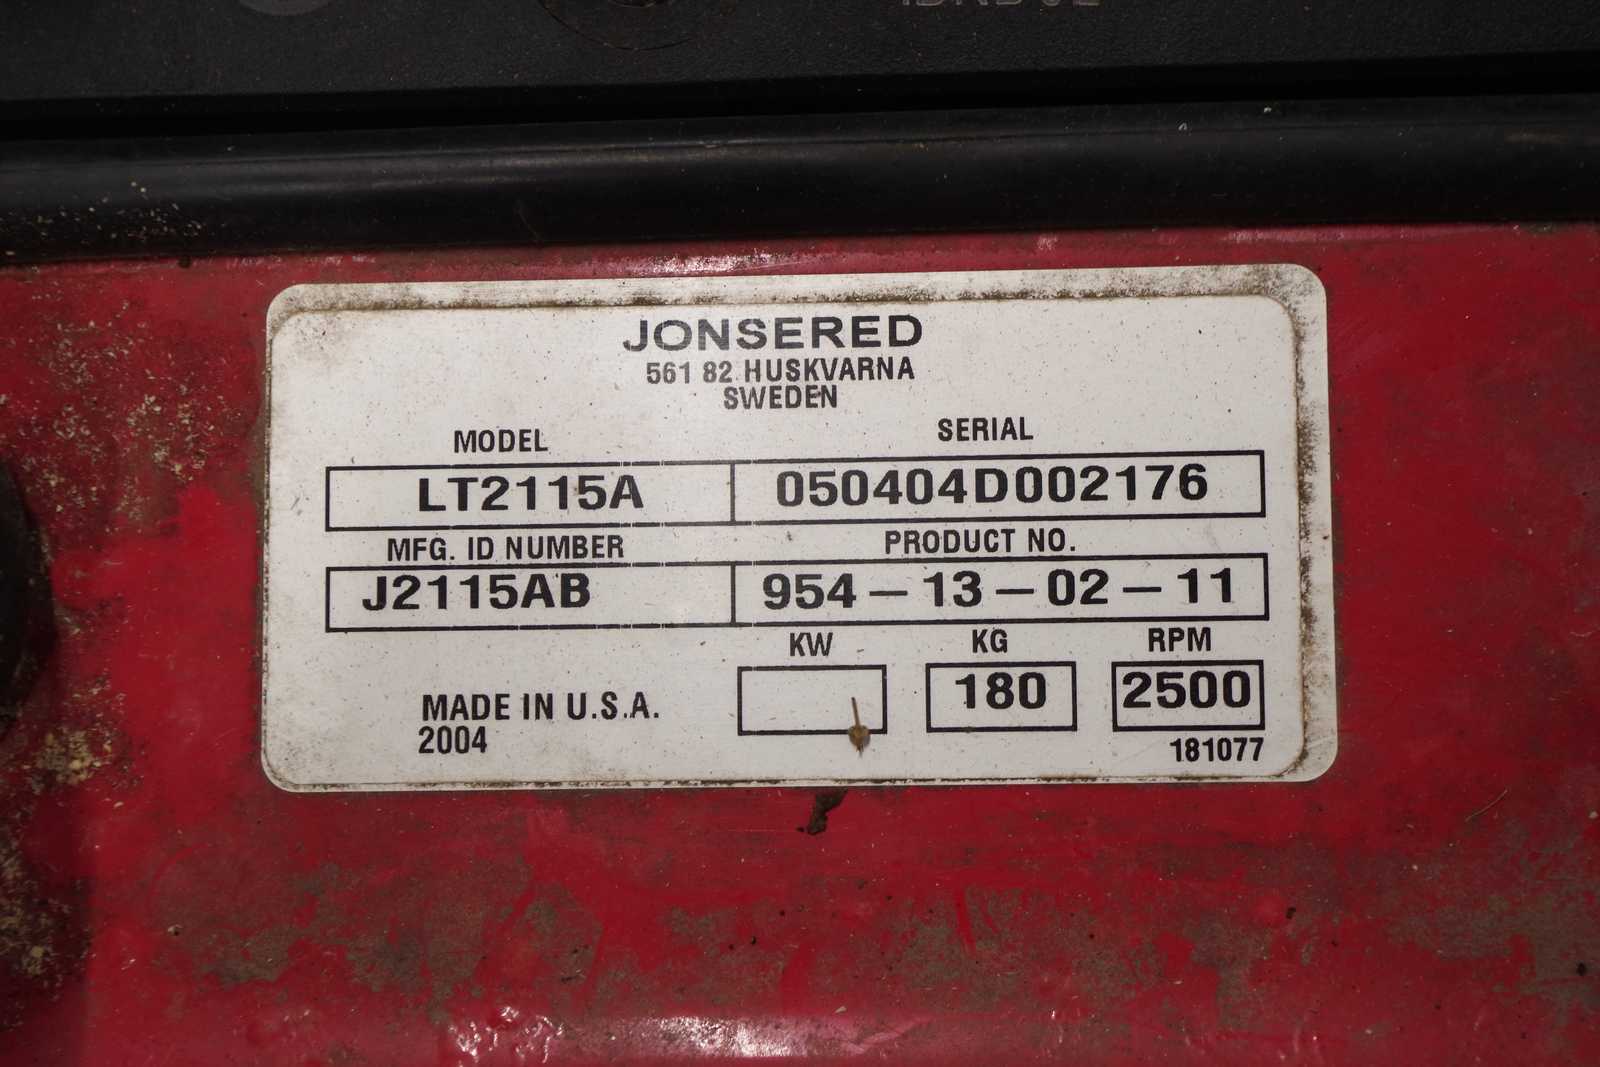 JONSERED
561 82 HUSKVARNA
SWEDEN
MODEL SERIAL
LT2115A 050404D002176
MFG. ID NUMBER PRODUCT NO.
J2115AB 954-13-02-11
KW KG RPM
180 2500
MADE IN U.S.A.
2004
181077